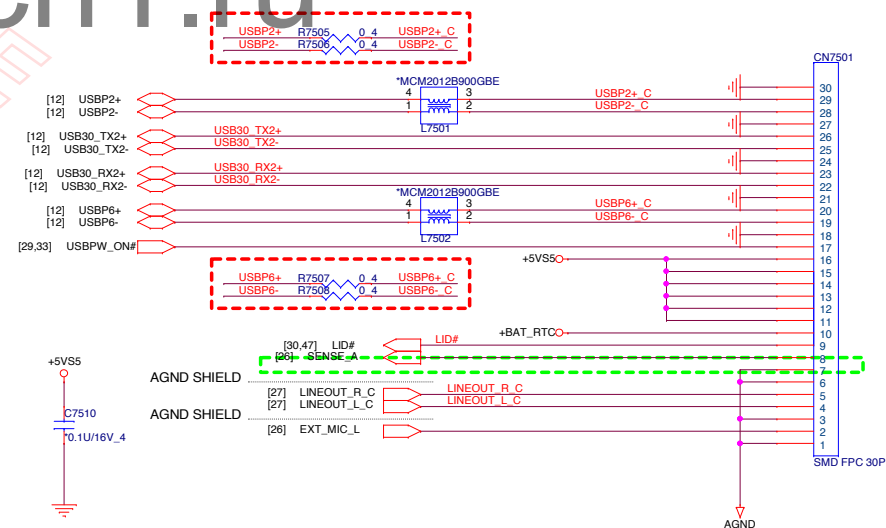 USBP2+ R7505 0_4 USBP2+_C
USBP2- R7506 0_4 USBP2-_C
CN7501
*MCM2012B900GBE
[12] USBP2+ 4 3 USBP2+_C 30
29
[12] USBP2- 1 2 USBP2-_C 28
L7501 27
[12] USB30_TX2+ USB30_TX2+ 26
[12] USB30_TX2- USB30_TX2- 25
24
[12] USB30_RX2+ USB30_RX2+ 23
[12] USB30_RX2- USB30_RX2- 22
*MCM2012B900GBE 21
[12] USBP6+ 4 3 USBP6+_C 20
[12] USBP6- 1 2 USBP6-_C 19
L7502 18
[29,33] USBPW_ON# 17
+5VS5 16
15
USBP6+ R7507 0_4 USBP6+_C 14
USBP6- R7508 0_4 USBP6-_C 13
12
11
+BAT_RTC 10
[30,47] LID# LID# 9
[26] SENSE_A 8
+5VS5 7
AGND SHIELD 6
[27] LINEOUT_R_C LINEOUT_R_C 5
[27] LINEOUT_L_C LINEOUT_L_C 4
C7510 AGND SHIELD 3
*0.1U/16V_4 [26] EXT_MIC_L 2
1
SMD FPC 30P
AGND